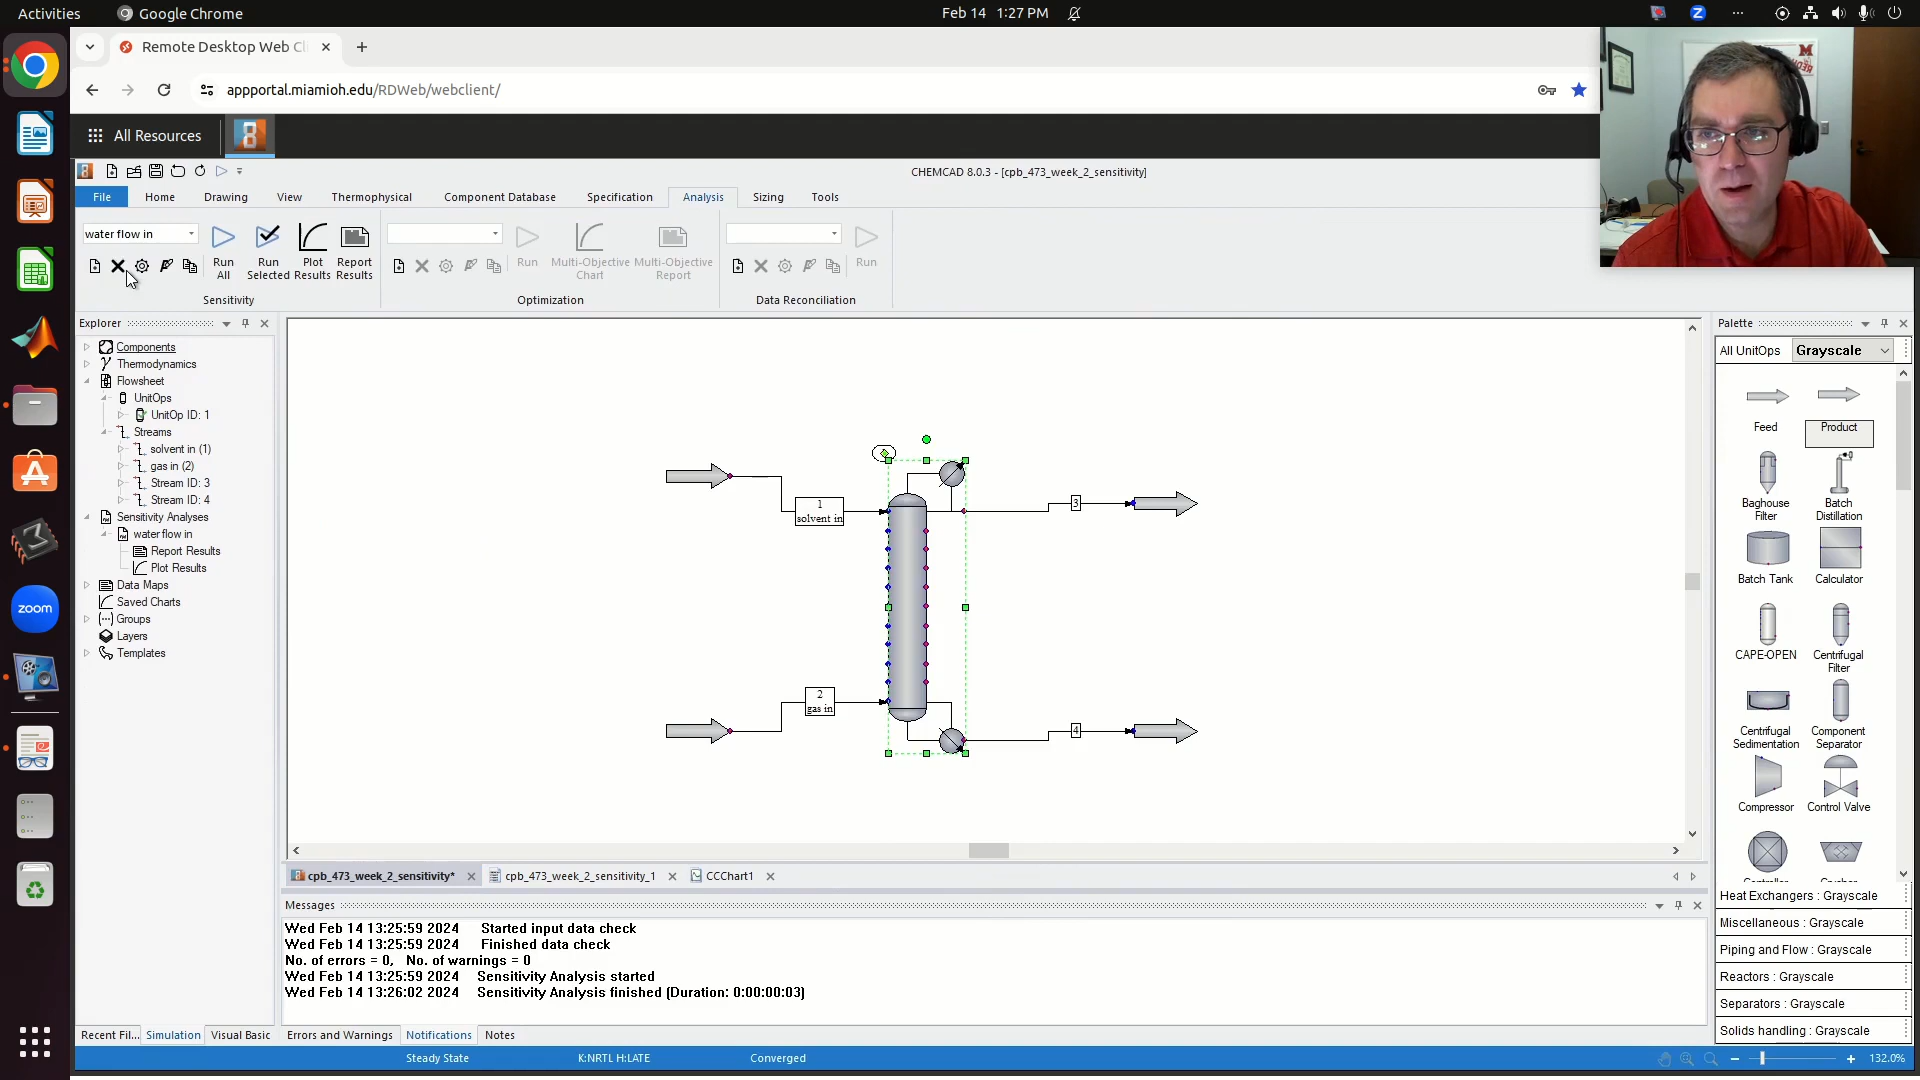 Activities
Google Chrome
Feb 14 1:27 PM
Remote Desktop Web Cl
appportal.miamioh.edu/RDWeb/webclient/
All Resources
CHEMCAD 8.0.3 - [cpb_473_week_2_sensitivity]
File
Home
Drawing
View
Thermophysical
Component Database
Specification
Analysis
Sizing
Tools
water flow in
Run All
Run Selected
Plot Results
Report Results
Sensitivity
Run
Multi-Objective Chart
Multi-Objective Report
Optimization
Run
Data Reconciliation
Explorer
Components
Thermodynamics
Flowsheet
UnitOps
UnitOp ID: 1
Streams
solvent in (1)
gas in (2)
Stream ID: 3
Stream ID: 4
Sensitivity Analyses
water flow in
Report Results
Plot Results
Data Maps
Saved Charts
Groups
Layers
Templates
Recent Fil...
Simulation
Visual Basic
1
solvent in
2
gas in
3
4
cpb_473_week_2_sensitivity*
cpb_473_week_2_sensitivity_1
CCChart1
Messages
Wed Feb 14 13:25:59 2024 Started input data check
Wed Feb 14 13:25:59 2024 Finished data check
No. of errors = 0, No. of warnings = 0
Wed Feb 14 13:25:59 2024 Sensitivity Analysis started
Wed Feb 14 13:26:02 2024 Sensitivity Analysis finished (Duration: 0:00:00:03)
Errors and Warnings
Notifications
Notes
Steady State
K:NRTL H:LATE
Converged
132.0%
Palette
All UnitOps
Grayscale
Feed
Product
Baghouse Filter
Batch Distillation
Batch Tank
Calculator
CAPE-OPEN
Centrifugal Filter
Centrifugal Sedimentation
Component Separator
Compressor
Control Valve
Heat Exchangers : Grayscale
Miscellaneous : Grayscale
Piping and Flow : Grayscale
Reactors : Grayscale
Separators : Grayscale
Solids handling : Grayscale
zoom